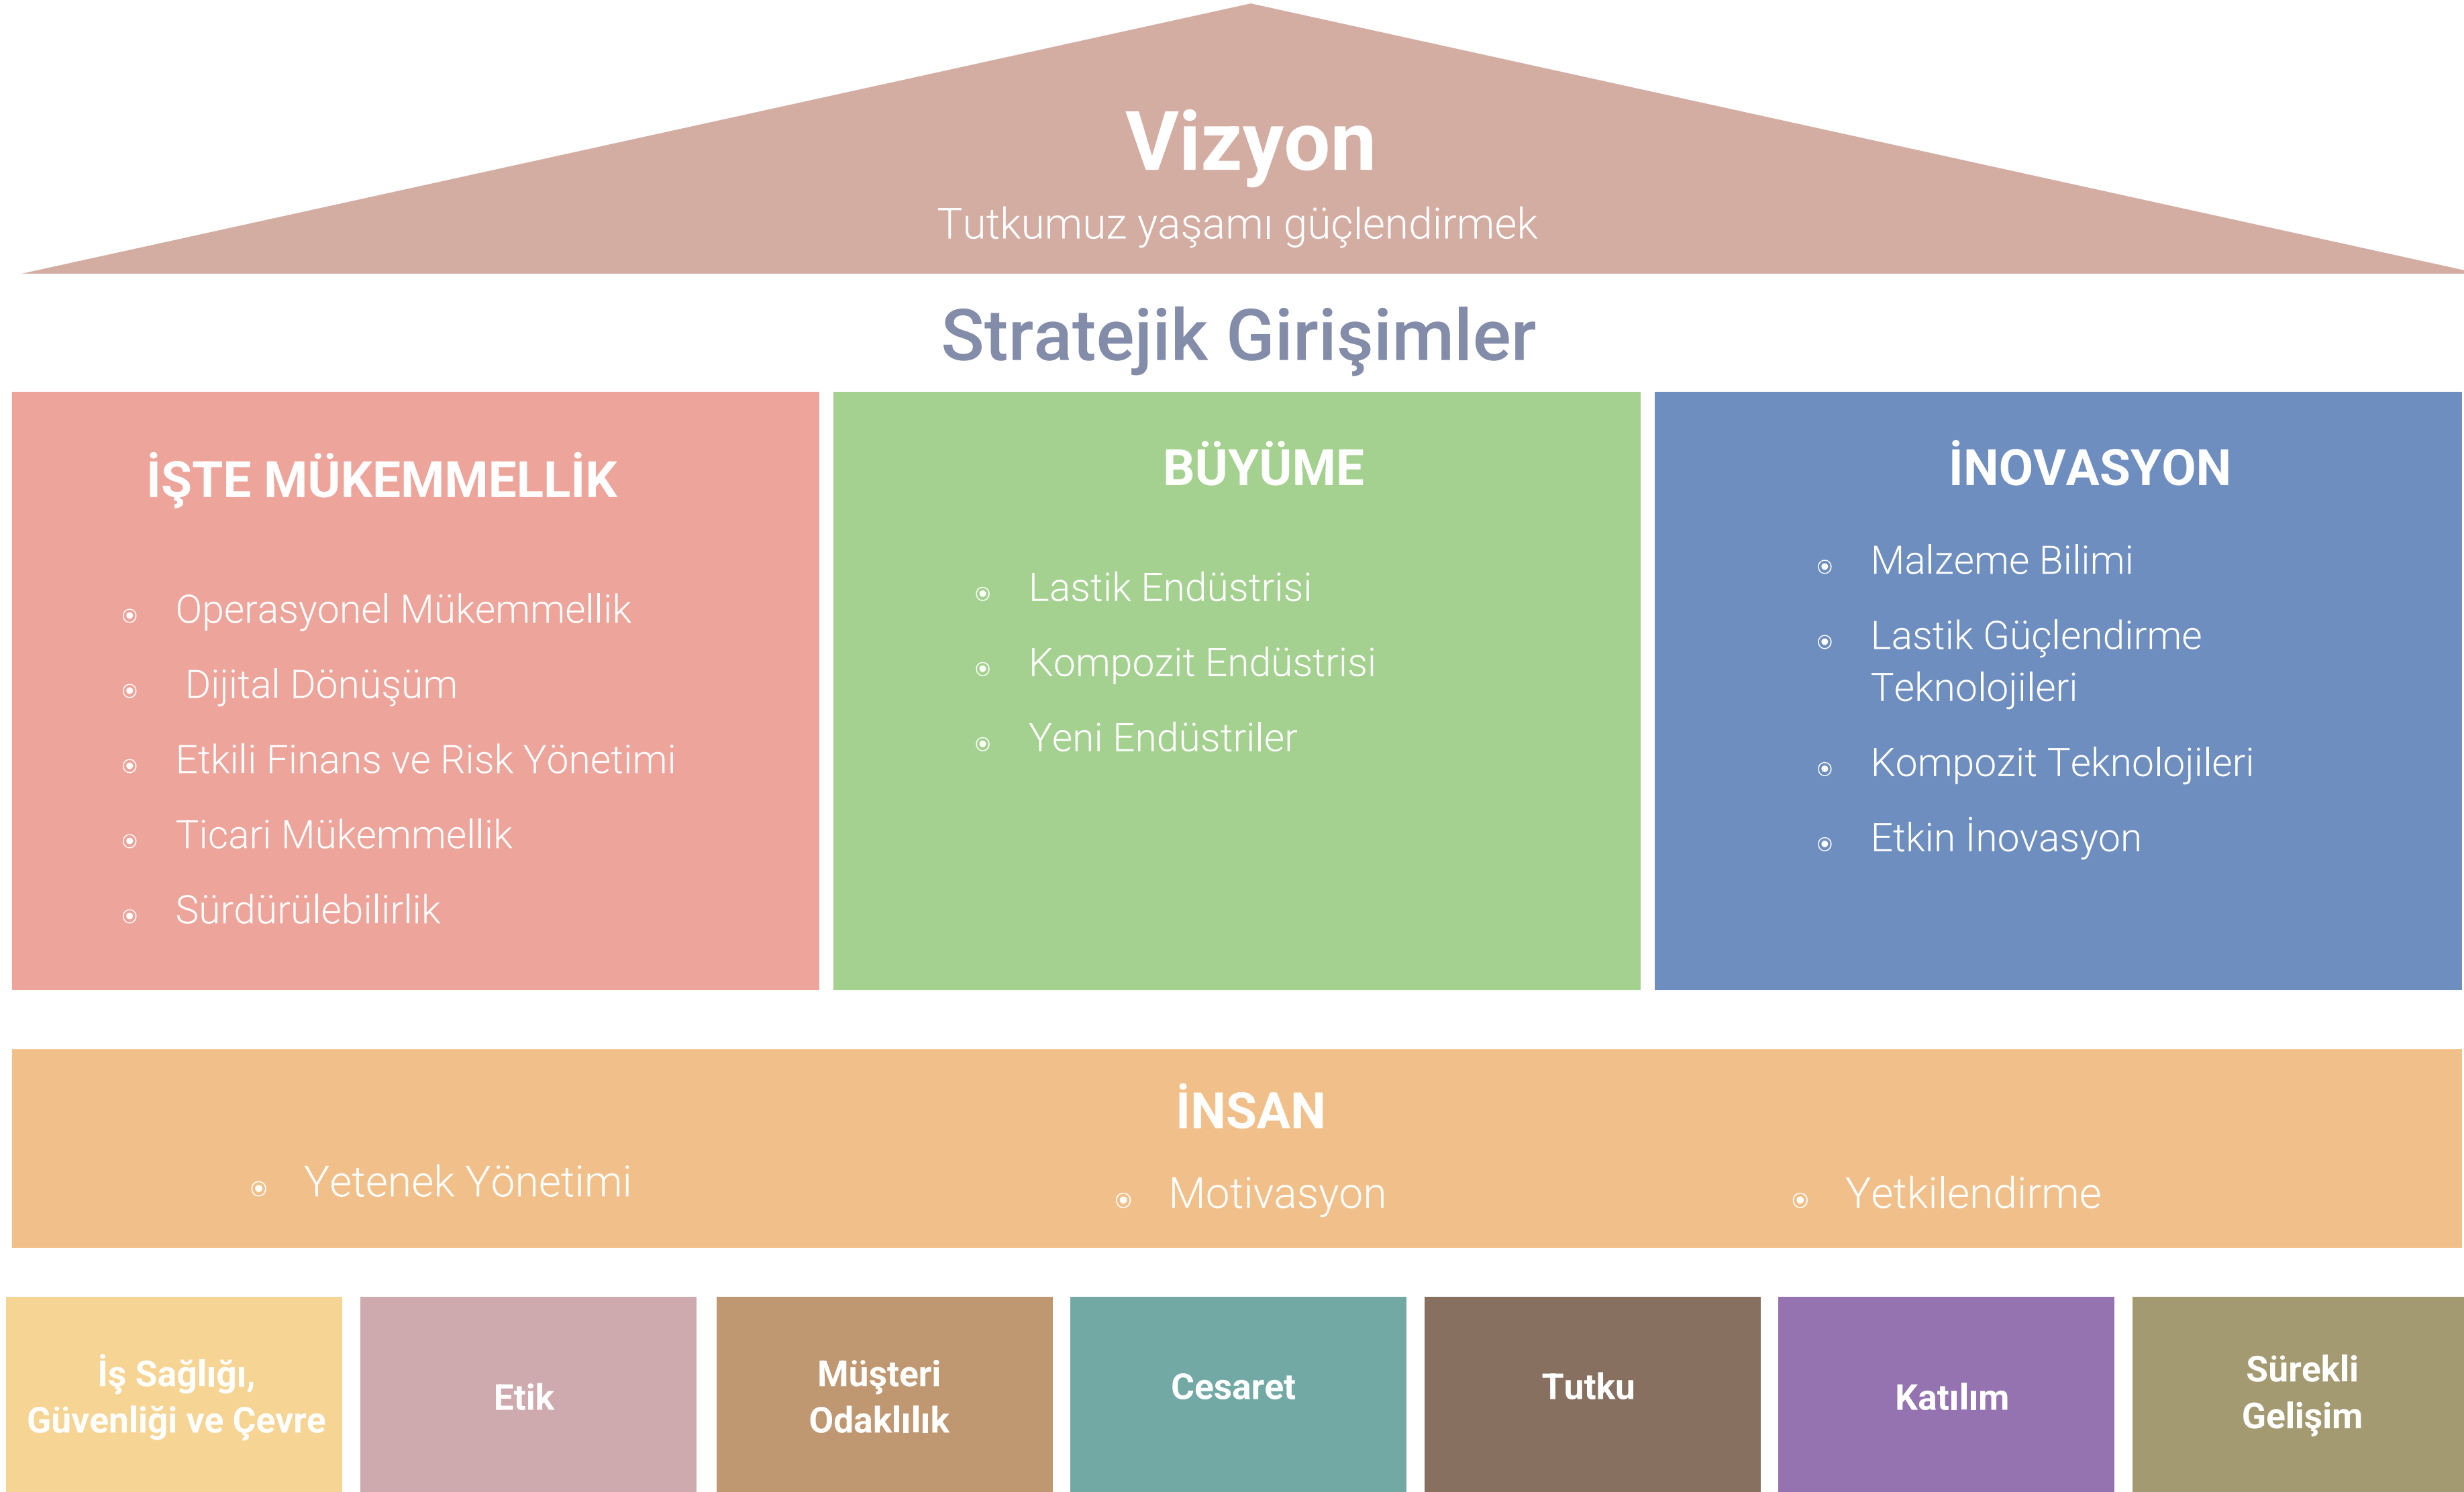 Vizyon
Tutkumuz yaşamı güçlendirmek
Stratejik Girişimler
İŞTE MÜKEMMELLİK
Operasyonel Mükemmellik
Dijital Dönüşüm
Etkili Finans ve Risk Yönetimi
Ticari Mükemmellik
Sürdürülebilirlik
BÜYÜME
Lastik Endüstrisi
Kompozit Endüstrisi
Yeni Endüstriler
İNOVASYON
Malzeme Bilimi
Lastik Güçlendirme
Teknolojileri
Kompozit Teknolojileri
Etkin İnovasyon
İNSAN
Yetenek Yönetimi
Motivasyon
Yetkilendirme
İş Sağlığı,
Güvenliği ve Çevre
Etik
Müşteri
Odaklılık
Cesaret
Tutku
Katılım
Sürekli
Gelişim